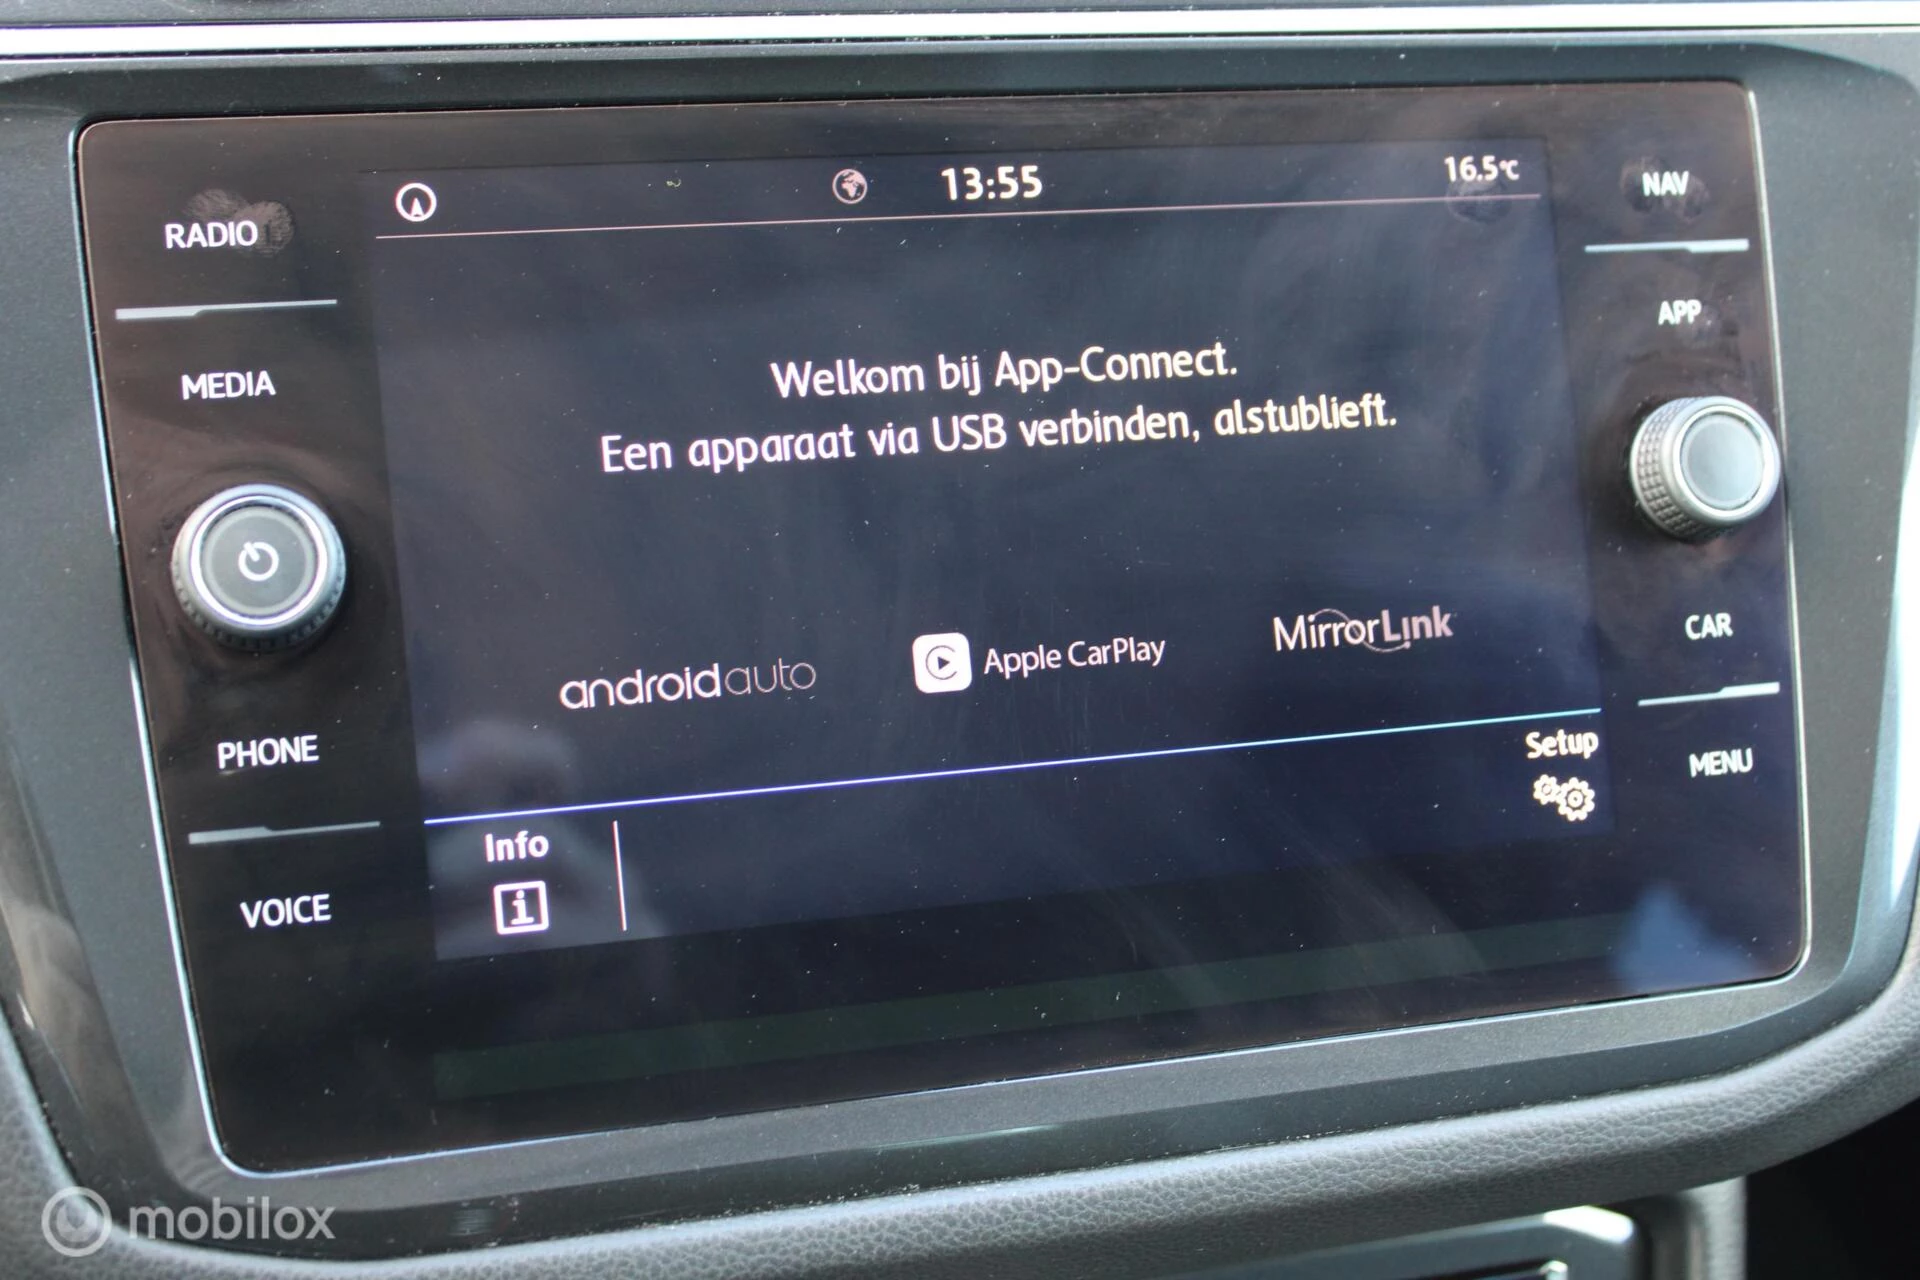 RADIO
MEDIA
PHONE
VOICE
13:55
16.5°C
Welkom bij App-Connect.
Een apparaat via USB verbinden, alstublieft.
androidauto
Apple CarPlay
MirrorLink
Setup
Info
i
NAV
APP
CAR
MENU
mobilox